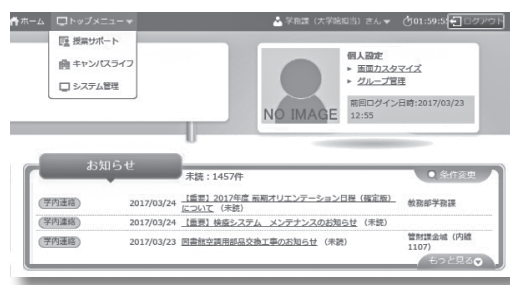 ホーム トップメニュー▼ 学務課（大学院担当）さん▼ 01:59:59 ログアウト
授業サポート
キャンパスライフ
システム管理
個人設定
▶ 画面カスタマイズ
▶ グループ管理
前回ログイン日時:2017/03/23
12:55
NO IMAGE
お知らせ
未読：1457件
条件変更
学内連絡 2017/03/24 【重要】2017年度 前期オリエンテーション日程（確定版）
について（未読） 教務部学務課
学内連絡 2017/03/24 【重要】検疫システム メンテナンスのお知らせ（未読）
学内連絡 2017/03/23 図書館空調用部品交換工事のお知らせ（未読） 管財課金城（内線
1107）
もっと見る